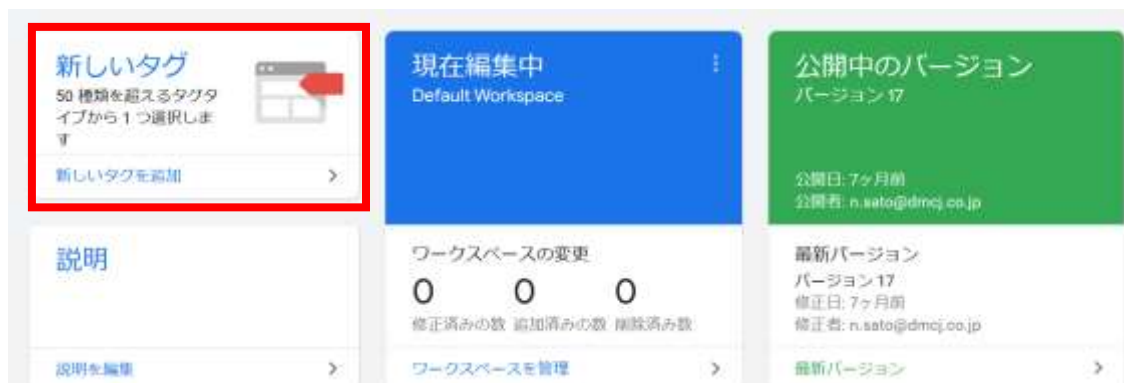 新しいタグ
50 種類を超えるタグタ
イプから 1 つ選択しま
す
新しいタグを追加
説明
説明を編集
現在編集中
Default Workspace
ワークスペースの変更
0 0 0
修正済みの数 追加済みの数 削除済み数
ワークスペースを管理
公開中のバージョン
バージョン 17
公開日: 7ヶ月前
公開者: n.sato@dmcj.co.jp
最新バージョン
バージョン 17
修正日: 7ヶ月前
修正者: n.sato@dmcj.co.jp
最新バージョン